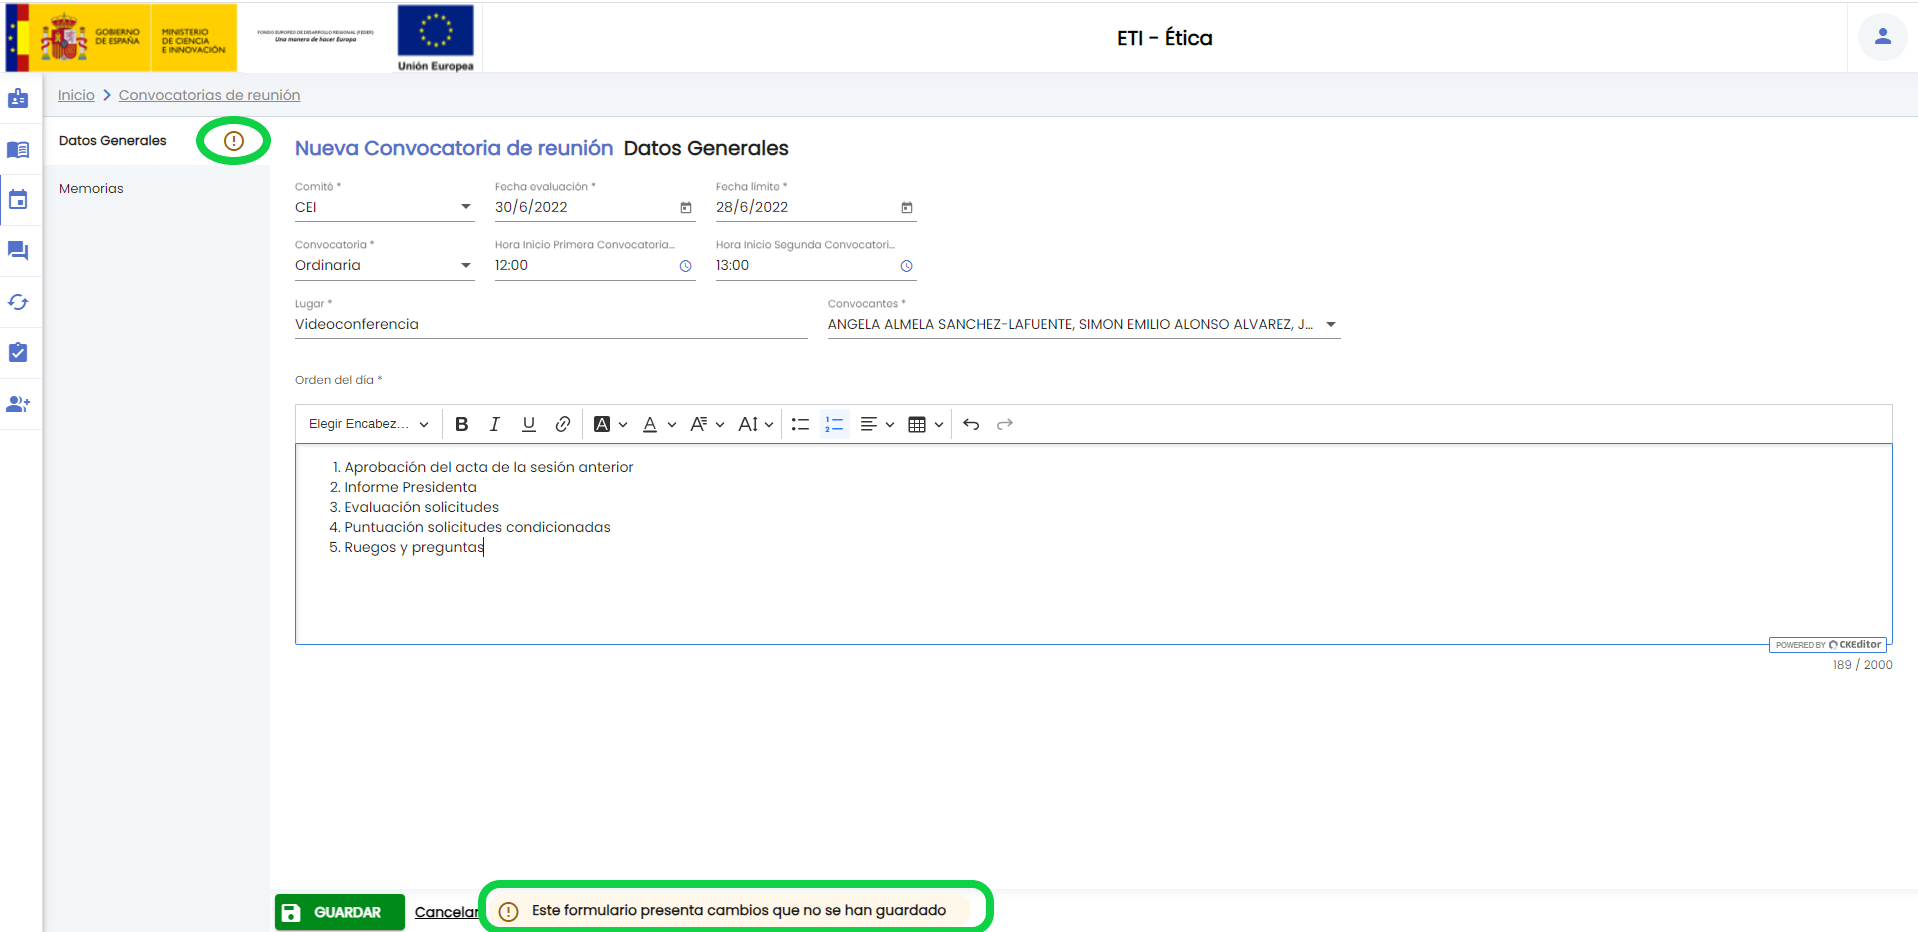 GOBIERNO
DE ESPAÑA
MINISTERIO
DE CIENCIA
E INNOVACIÓN
FONDO EUROPEO DE DESARROLLO REGIONAL (FEDER)
Una manera de hacer Europa
Unión Europea
ETI - Ética
Inicio > Convocatorias de reunión
Datos Generales
Memorias
Nueva Convocatoria de reunión Datos Generales
Comité * Fecha evaluación * Fecha límite *
CEI 30/6/2022 28/6/2022
Convocatoria * Hora Inicio Primera Convocatoria... Hora Inicio Segunda Convocatori...
Ordinaria 12:00 13:00
Lugar * Convocantes *
Videoconferencia ANGELA ALMELA SANCHEZ-LAFUENTE, SIMON EMILIO ALONSO ALVAREZ, J...
Orden del día *
Elegir Encabez...
1. Aprobación del acta de la sesión anterior
2. Informe Presidenta
3. Evaluación solicitudes
4. Puntuación solicitudes condicionadas
5. Ruegos y preguntas
POWERED BY CKEditor
189 / 2000
GUARDAR Cancelar Este formulario presenta cambios que no se han guardado